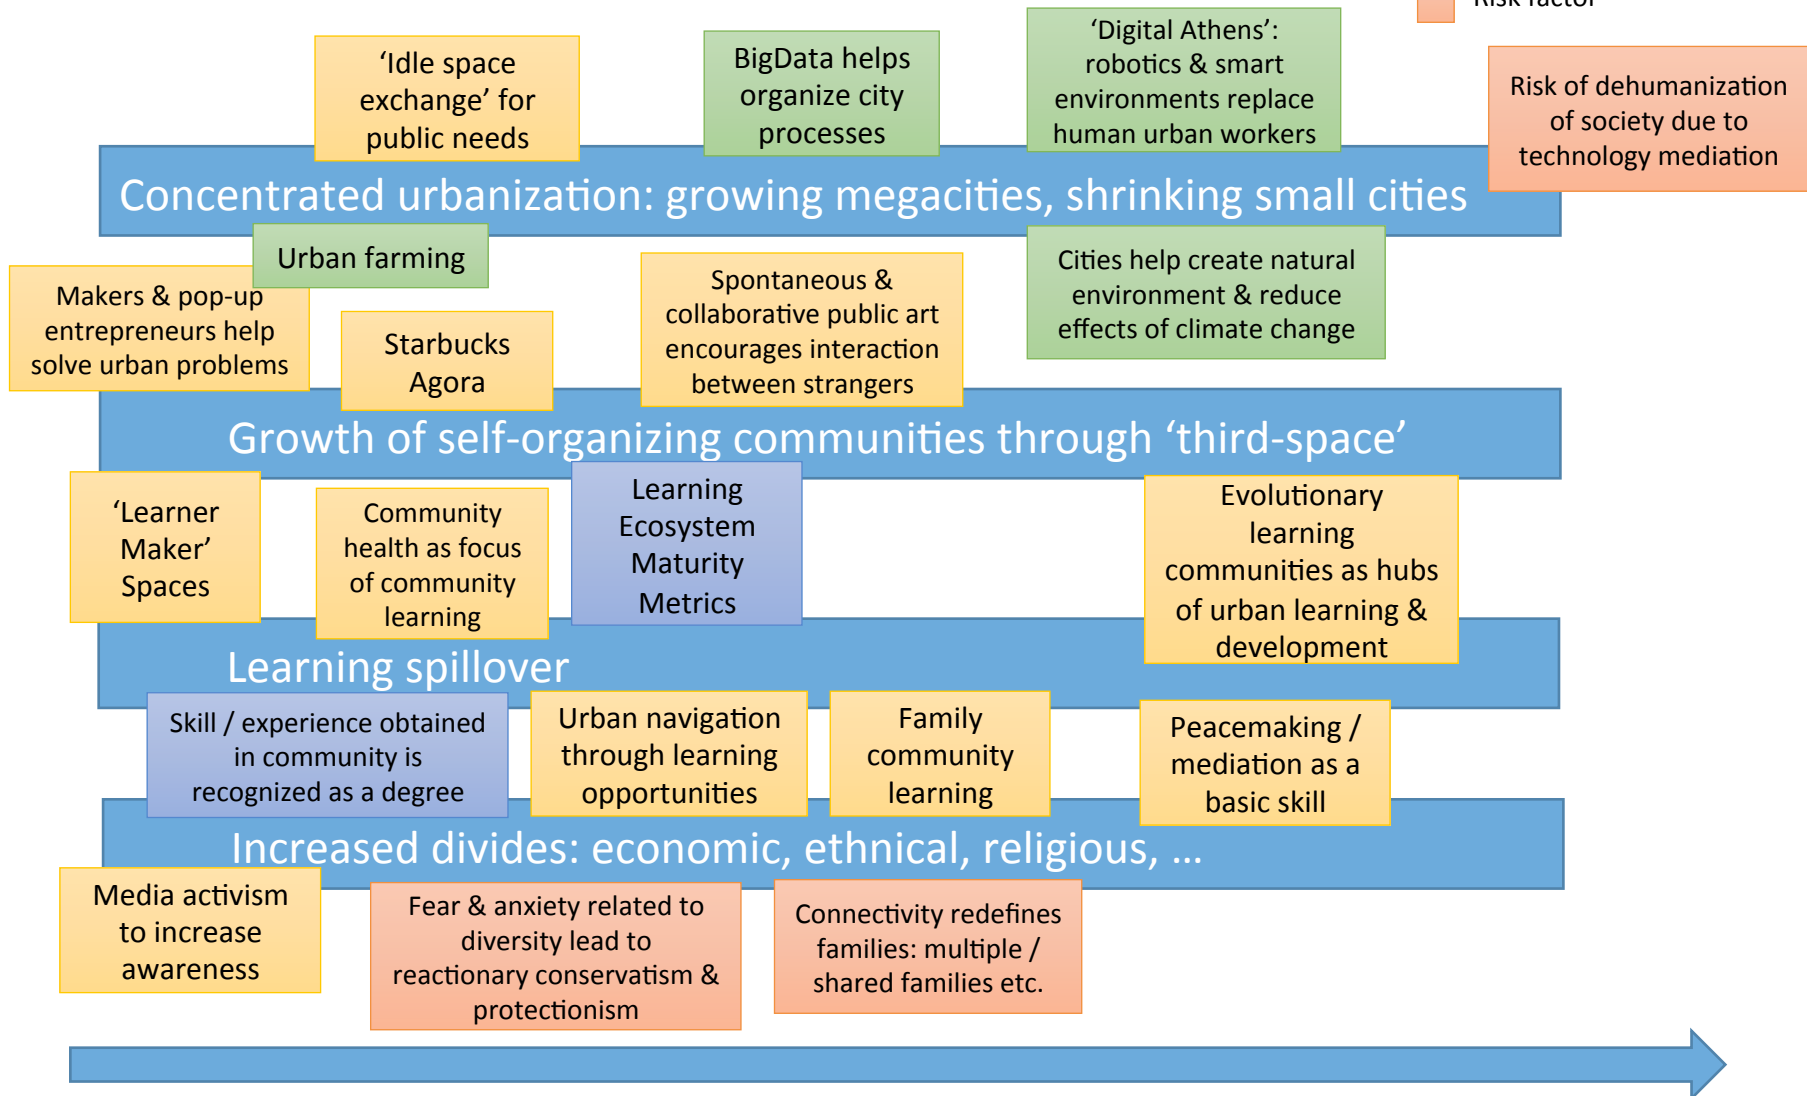 Risk factor
‘Idle space
exchange’ for
public needs
BigData helps
organize city
processes
‘Digital Athens’:
robotics & smart
environments replace
human urban workers
Risk of dehumanization
of society due to
technology mediation
Concentrated urbanization: growing megacities, shrinking small cities
Urban farming
Makers & pop-up
entrepreneurs help
solve urban problems
Starbucks
Agora
Spontaneous &
collaborative public art
encourages interaction
between strangers
Cities help create natural
environment & reduce
effects of climate change
Growth of self-organizing communities through ‘third-space’
‘Learner
Maker’
Spaces
Community
health as focus
of community
learning
Learning
Ecosystem
Maturity
Metrics
Evolutionary
learning
communities as hubs
of urban learning &
development
Learning spillover
Skill / experience obtained
in community is
recognized as a degree
Urban navigation
through learning
opportunities
Family
community
learning
Peacemaking /
mediation as a
basic skill
Increased divides: economic, ethnical, religious, …
Media activism
to increase
awareness
Fear & anxiety related to
diversity lead to
reactionary conservatism &
protectionism
Connectivity redefines
families: multiple /
shared families etc.